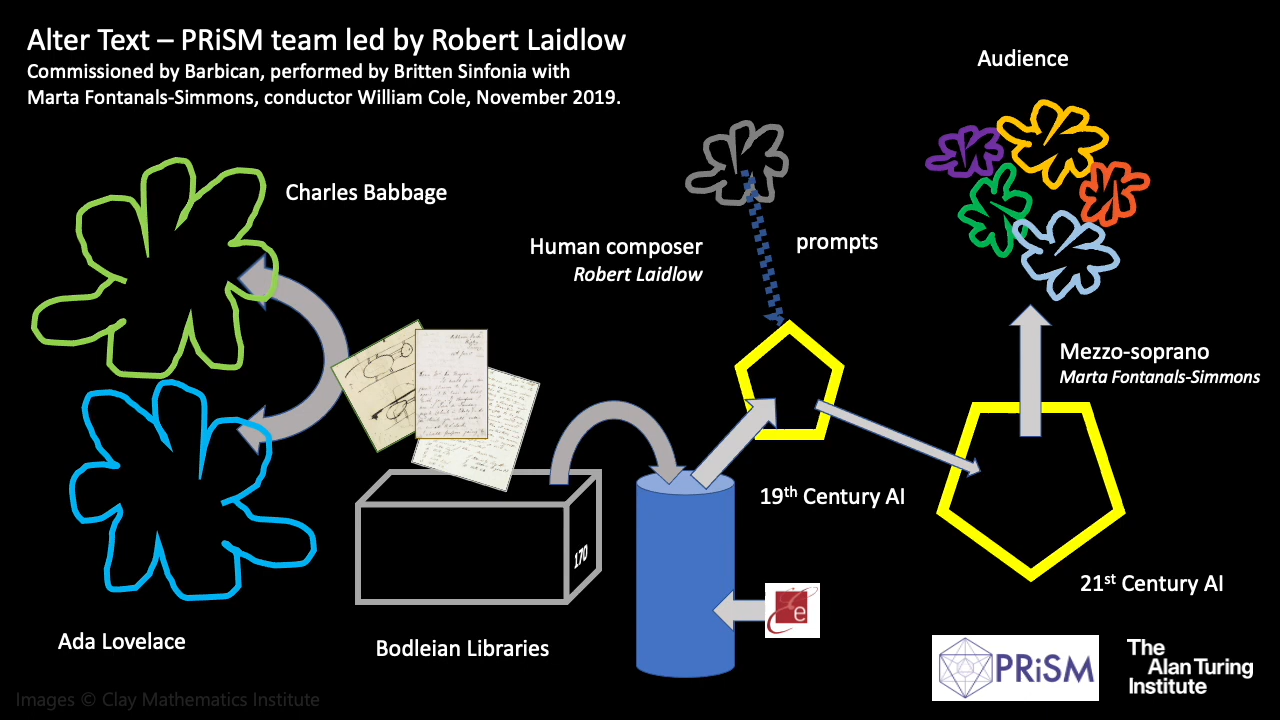 Alter Text – PRiSM team led by Robert Laidlow
Commissioned by Barbican, performed by Britten Sinfonia with
Marta Fontanals-Simmons, conductor William Cole, November 2019.
Audience
Charles Babbage
Human composer
Robert Laidlow
prompts
Mezzo-soprano
Marta Fontanals-Simmons
19th Century AI
170
21st Century AI
e
Ada Lovelace
Bodleian Libraries
PRiSM
The
Alan Turing
Institute
Images © Clay Mathematics Institute